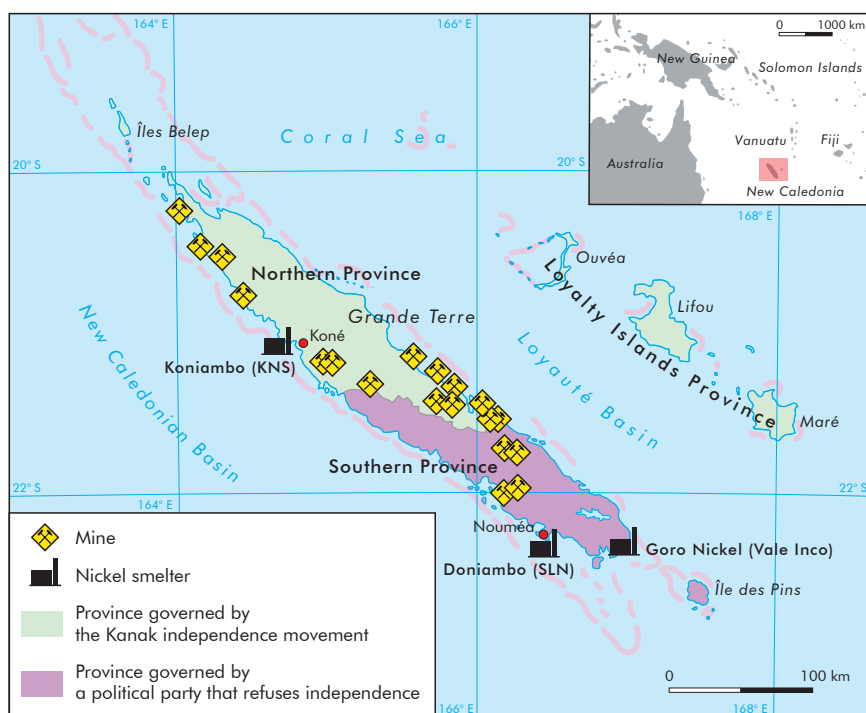 164° E
166° E
0
1000 km
New Guinea
Solomon Islands
Vanuatu
Fiji
Australia
New Caledonia
Îles Belep
Coral Sea
20° S
20° S
168° E
Ouvéa
Northern Province
Loyalty Islands Province
Lifou
Grande Terre
New Caledonian Basin
Koné
Koniambo (KNS)
Loyauté Basin
Maré
Southern Province
164° E
22° S
22° S
Nouméa
Doniambo (SLN)
Goro Nickel (Vale Inco)
Île des Pins
Mine
Nickel smelter
Province governed by
the Kanak independence movement
Province governed by
a political party that refuses independence
0
100 km
166° E
168° E